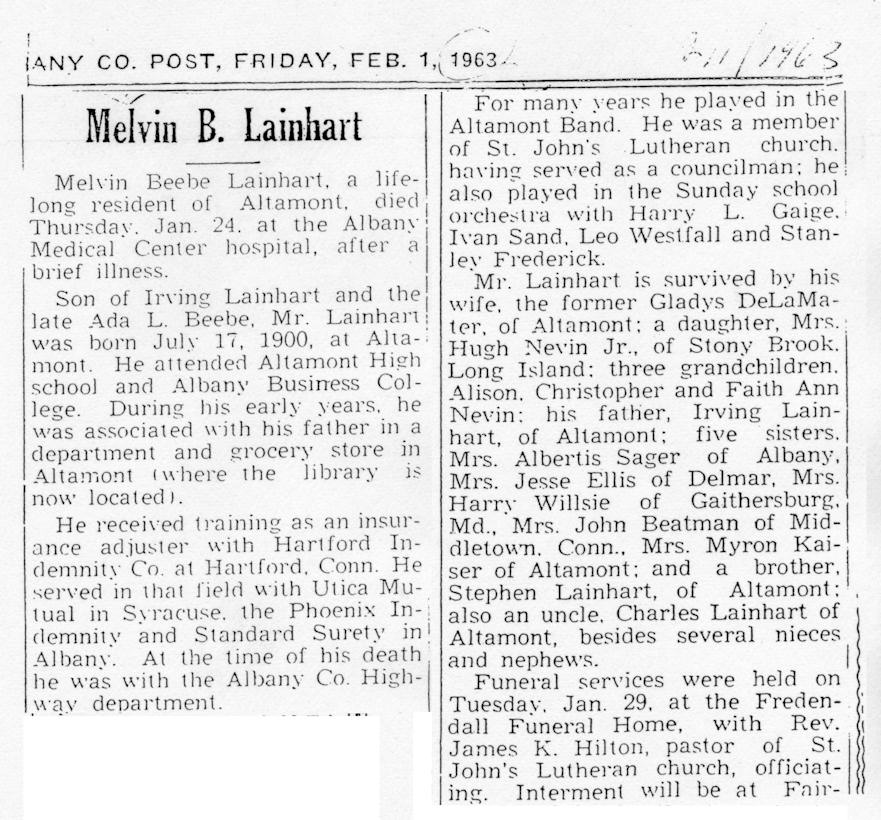 ANY CO. POST, FRIDAY, FEB. 1, 1963
2/1/1963
Melvin B. Lainhart
Melvin Beebe Lainhart, a life-
long resident of Altamont, died
Thursday, Jan. 24, at the Albany
Medical Center hospital, after a
brief illness.
Son of Irving Lainhart and the
late Ada L. Beebe, Mr. Lainhart
was born July 17, 1900, at Alta-
mont. He attended Altamont High
school and Albany Business Col-
lege. During his early years, he
was associated with his father in a
department and grocery store in
Altamont (where the library is
now located).
He received training as an insur-
ance adjuster with Hartford In-
demnity Co. at Hartford, Conn. He
served in that field with Utica Mu-
tual in Syracuse, the Phoenix In-
demnity and Standard Surety in
Albany. At the time of his death
he was with the Albany Co. High-
way department.
For many years he played in the
Altamont Band. He was a member
of St. John's Lutheran church,
having served as a councilman; he
also played in the Sunday school
orchestra with Harry L. Gaige,
Ivan Sand, Leo Westfall and Stan-
ley Frederick.
Mr. Lainhart is survived by his
wife, the former Gladys DeLaMa-
ter, of Altamont; a daughter, Mrs.
Hugh Nevin Jr., of Stony Brook,
Long Island; three grandchildren,
Alison, Christopher and Faith Ann
Nevin; his father, Irving Lain-
hart, of Altamont; five sisters,
Mrs. Albertis Sager of Albany,
Mrs. Jesse Ellis of Delmar, Mrs.
Harry Willsie of Gaithersburg,
Md., Mrs. John Beatman of Mid-
dletown, Conn., Mrs. Myron Kai-
ser of Altamont; and a brother,
Stephen Lainhart, of Altamont;
also an uncle, Charles Lainhart of
Altamont, besides several nieces
and nephews.
Funeral services were held on
Tuesday, Jan. 29, at the Freden-
dall Funeral Home, with Rev.
James K. Hilton, pastor of St.
John's Lutheran church, officiat-
ing. Interment will be at Fair-